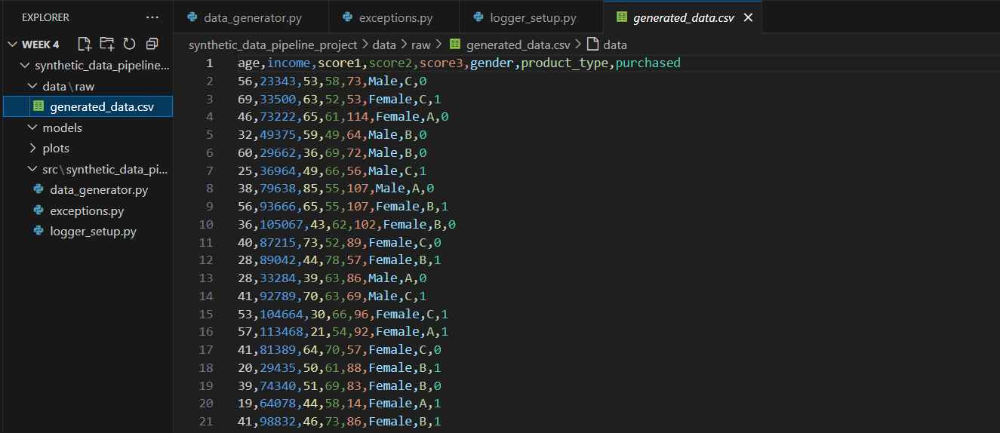 EXPLORER ...
WEEK 4
synthetic_data_pipeline...
data\raw
generated_data.csv
models
plots
src\synthetic_data_pi...
data_generator.py
exceptions.py
logger_setup.py
data_generator.py exceptions.py logger_setup.py generated_data.csv
synthetic_data_pipeline_project > data > raw > generated_data.csv > data
1 age,income,score1,score2,score3,gender,product_type,purchased
2 56,23343,53,58,73,Male,C,0
3 69,33500,63,52,53,Female,C,1
4 46,73222,65,61,114,Female,A,0
5 32,49375,59,49,64,Male,B,0
6 60,29662,36,69,72,Male,B,0
7 25,36964,49,66,56,Male,C,1
8 38,79638,85,55,107,Male,A,0
9 56,93666,65,55,107,Female,B,1
10 36,105067,43,62,102,Female,B,0
11 40,87215,73,52,89,Female,C,0
12 28,89042,44,78,57,Female,B,1
13 28,33284,39,63,86,Male,A,0
14 41,92789,70,63,69,Male,C,1
15 53,104664,30,66,96,Female,C,1
16 57,113468,21,54,92,Female,A,1
17 41,81389,64,70,57,Female,C,0
18 20,29435,50,61,88,Female,B,1
19 39,74340,51,69,83,Female,B,0
20 19,64078,44,58,14,Female,A,1
21 41,98832,46,73,86,Female,B,1